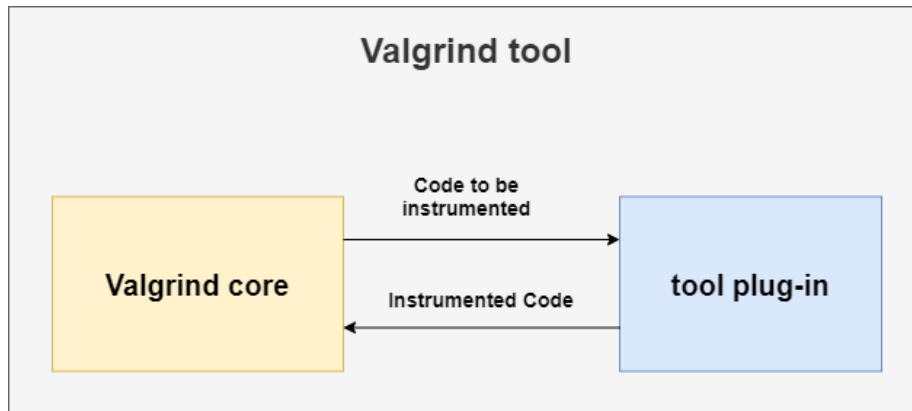 Valgrind tool
Code to be
instrumented
Valgrind core
tool plug-in
Instrumented Code